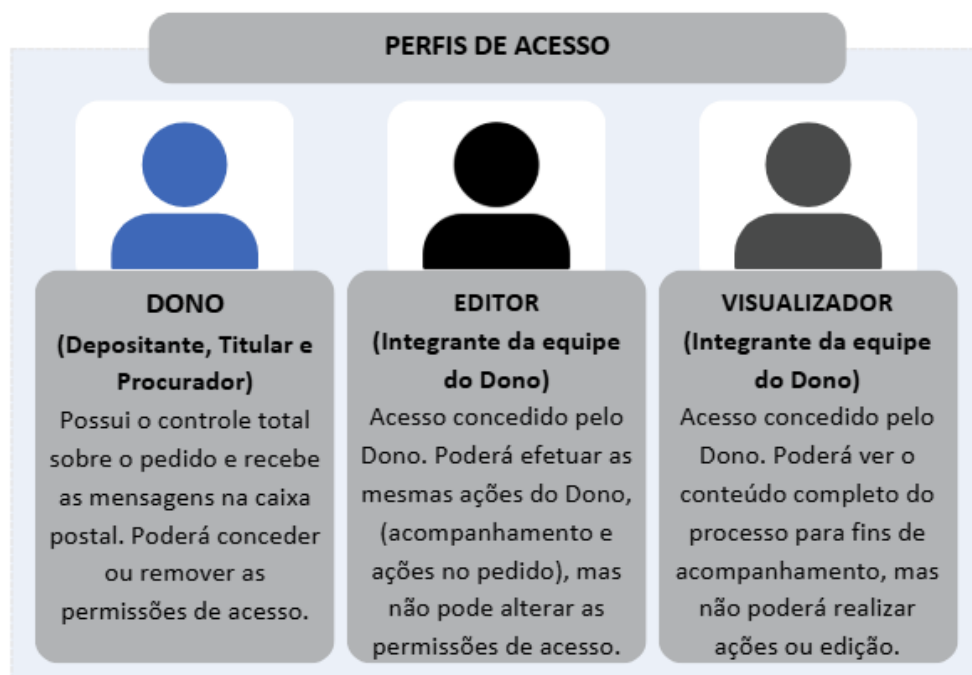 PERFIS DE ACESSO
DONO
(Depositante, Titular e
Procurador)
Possui o controle total
sobre o pedido e recebe
as mensagens na caixa
postal. Poderá conceder
ou remover as
permissões de acesso.
EDITOR
(Integrante da equipe
do Dono)
Acesso concedido pelo
Dono. Poderá efetuar as
mesmas ações do Dono,
(acompanhamento e
ações no pedido), mas
não pode alterar as
permissões de acesso.
VISUALIZADOR
(Integrante da equipe
do Dono)
Acesso concedido pelo
Dono. Poderá ver o
conteúdo completo do
processo para fins de
acompanhamento, mas
não poderá realizar
ações ou edição.